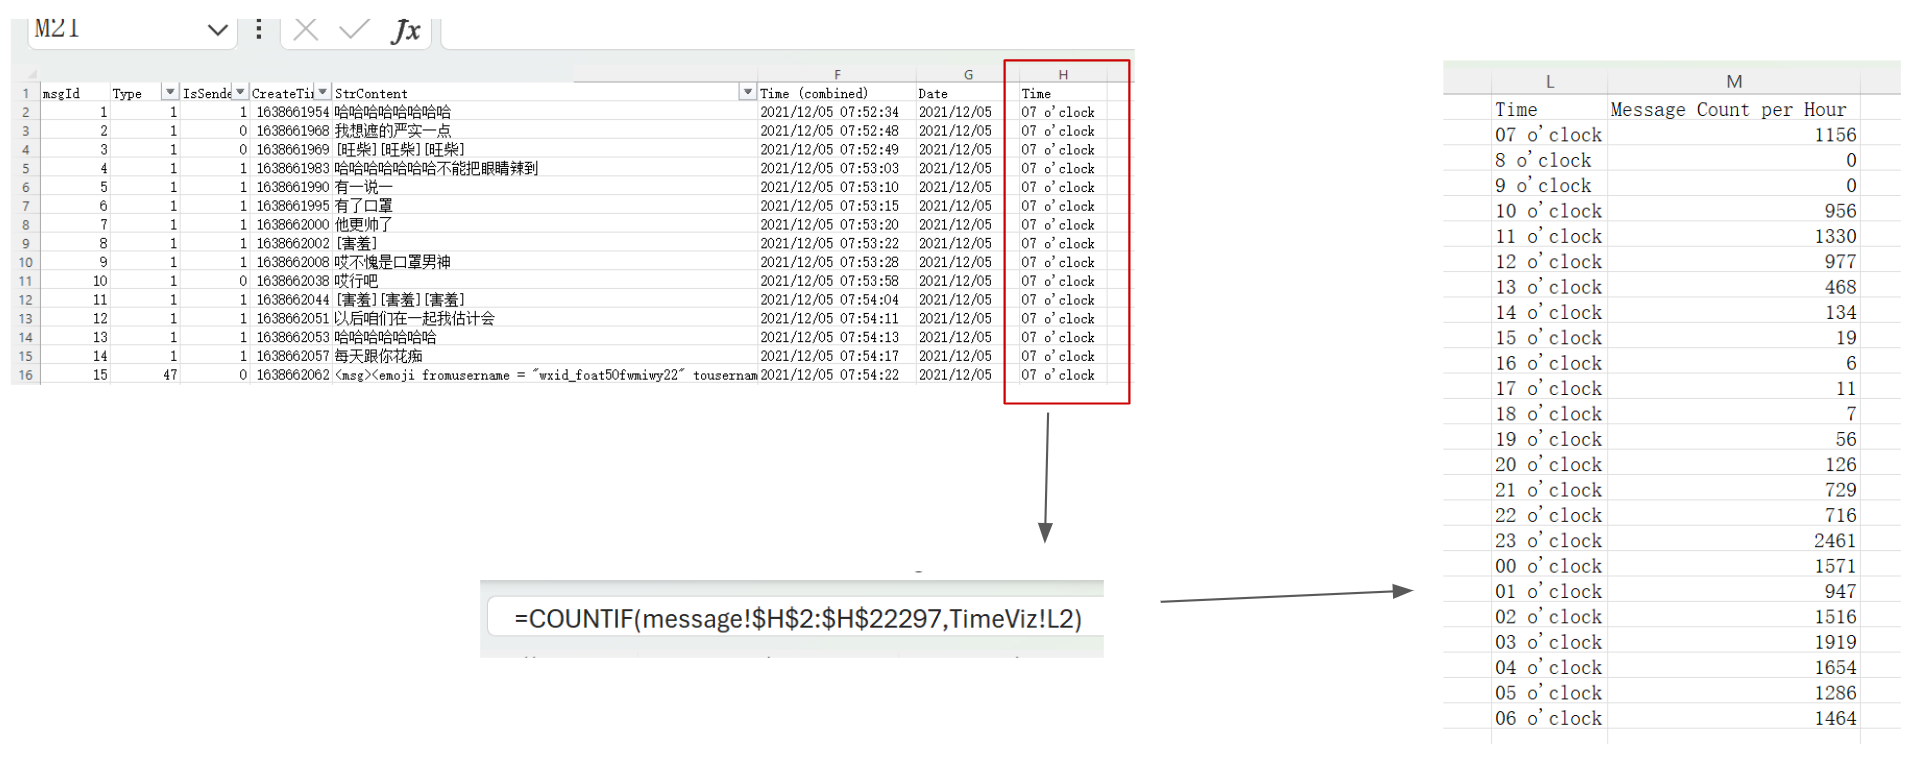 M21
fx
F G H
1 msgId Type IsSende CreateTir StrContent Time (combined) Date Time
2 1 1 1 1638661954 哈哈哈哈哈哈哈哈 2021/12/05 07:52:34 2021/12/05 07 o'clock
3 2 1 0 1638661968 我想遮的严实一点 2021/12/05 07:52:48 2021/12/05 07 o'clock
4 3 1 0 1638661969 [旺柴][旺柴][旺柴] 2021/12/05 07:52:49 2021/12/05 07 o'clock
5 4 1 1 1638661983 哈哈哈哈哈哈哈不能把眼睛辣到 2021/12/05 07:53:03 2021/12/05 07 o'clock
6 5 1 1 1638661990 有一说一 2021/12/05 07:53:10 2021/12/05 07 o'clock
7 6 1 1 1638661995 有了口罩 2021/12/05 07:53:15 2021/12/05 07 o'clock
8 7 1 1 1638662000 他更帅了 2021/12/05 07:53:20 2021/12/05 07 o'clock
9 8 1 1 1638662002 [害羞] 2021/12/05 07:53:22 2021/12/05 07 o'clock
10 9 1 1 1638662008 哎不愧是口罩男神 2021/12/05 07:53:28 2021/12/05 07 o'clock
11 10 1 0 1638662038 哎行吧 2021/12/05 07:53:58 2021/12/05 07 o'clock
12 11 1 1 1638662044 [害羞][害羞][害羞] 2021/12/05 07:54:04 2021/12/05 07 o'clock
13 12 1 1 1638662051 以后咱们在一起我估计会 2021/12/05 07:54:11 2021/12/05 07 o'clock
14 13 1 1 1638662053 哈哈哈哈哈哈哈 2021/12/05 07:54:13 2021/12/05 07 o'clock
15 14 1 1 1638662057 每天跟你花痴 2021/12/05 07:54:17 2021/12/05 07 o'clock
16 15 47 0 1638662062 <msg><emoji fromusername = "wxid_foat50fwmiwy22" tousernam 2021/12/05 07:54:22 2021/12/05 07 o'clock
=COUNTIF(message!$H$2:$H$22297,TimeViz!L2)
L M
Time Message Count per Hour
07 o'clock 1156
8 o'clock 0
9 o'clock 0
10 o'clock 956
11 o'clock 1330
12 o'clock 977
13 o'clock 468
14 o'clock 134
15 o'clock 19
16 o'clock 6
17 o'clock 11
18 o'clock 7
19 o'clock 56
20 o'clock 126
21 o'clock 729
22 o'clock 716
23 o'clock 2461
00 o'clock 1571
01 o'clock 947
02 o'clock 1516
03 o'clock 1919
04 o'clock 1654
05 o'clock 1286
06 o'clock 1464